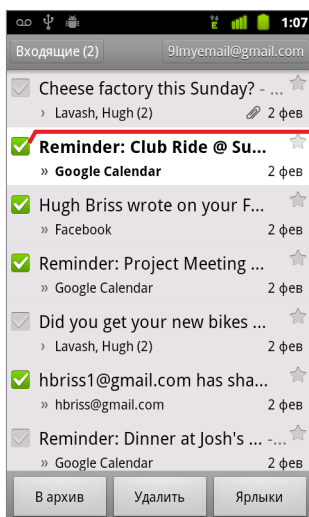 1:07
Входящие (2) 9lmyemail@gmail.com
Cheese factory this Sunday? - ...
› Lavash, Hugh (2) 2 фев
Reminder: Club Ride @ Su...
» Google Calendar 2 фев
Hugh Briss wrote on your F...
» Facebook 2 фев
Reminder: Project Meeting ...
» Google Calendar 2 фев
Did you get your new bikes ...
› Lavash, Hugh (2) 2 фев
hbriss1@gmail.com has sha...
» hbriss@gmail.com 2 фев
Reminder: Dinner at Josh's ... -...
» Google Calendar 2 фев
В архив Удалить Ярлыки